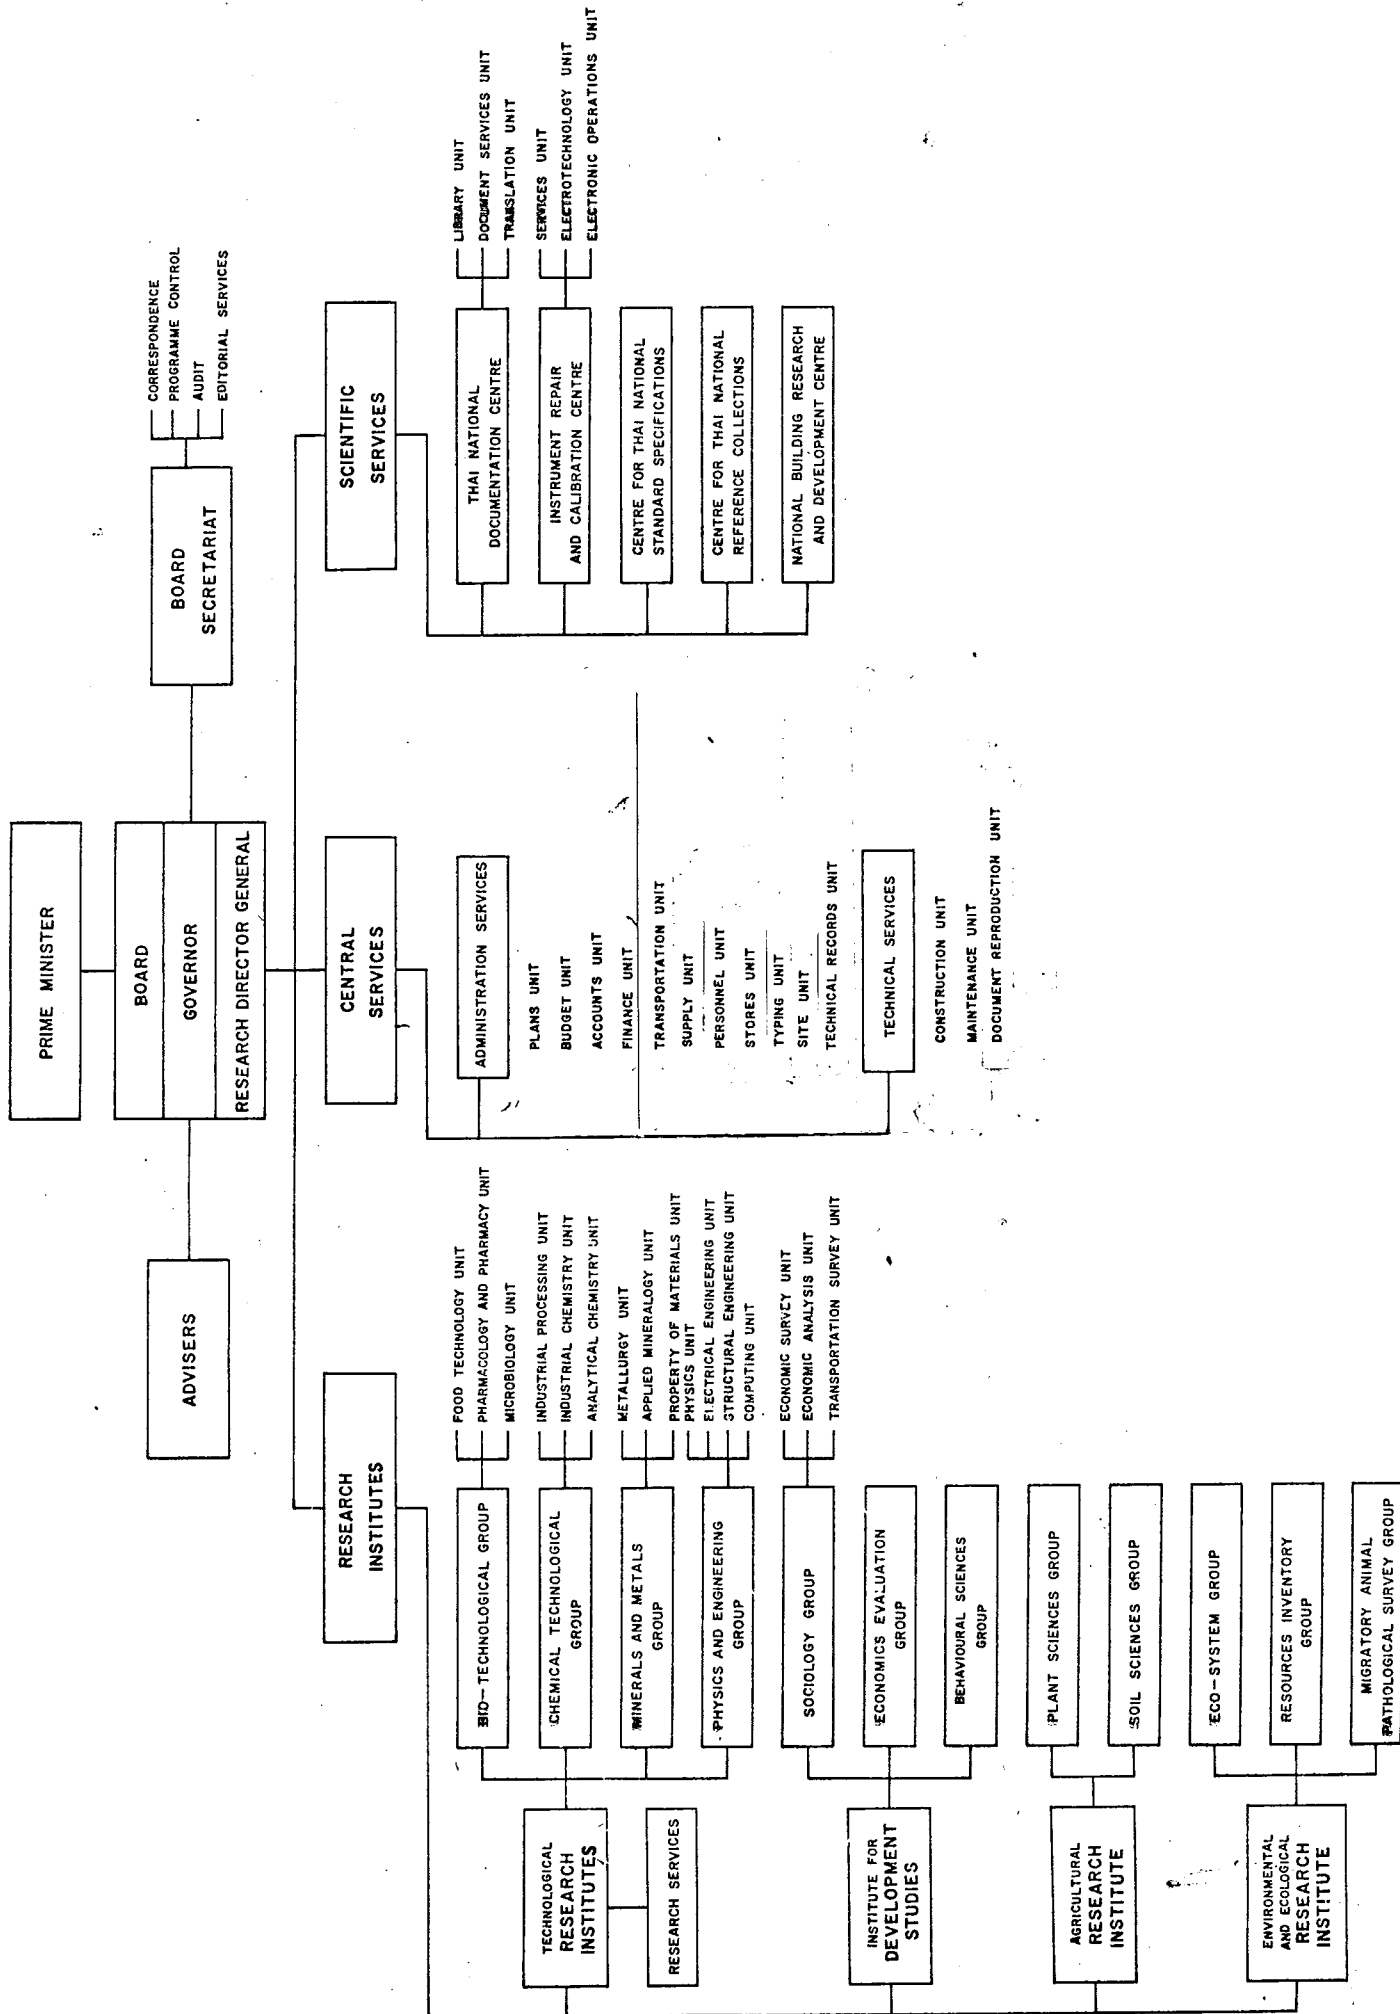 PRIME MINISTER
BOARD
GOVERNOR
RESEARCH DIRECTOR GENERAL
ADVISERS
BOARD
SECRETARIAT
CORRESPONDENCE
PROGRAMME CONTROL
AUDIT
EDITORIAL SERVICES
RESEARCH
INSTITUTES
CENTRAL
SERVICES
SCIENTIFIC
SERVICES
TECHNOLOGICAL
RESEARCH
INSTITUTES
RESEARCH SERVICES
BIO-TECHNOLOGICAL GROUP
FOOD TECHNOLOGY UNIT
PHARMACOLOGY AND PHARMACY UNIT
MICROBIOLOGY UNIT
CHEMICAL TECHNOLOGICAL
GROUP
INDUSTRIAL PROCESSING UNIT
INDUSTRIAL CHEMISTRY UNIT
ANALYTICAL CHEMISTRY UNIT
MINERALS AND METALS
GROUP
METALLURGY UNIT
APPLIED MINERALOGY UNIT
PROPERTY OF MATERIALS UNIT
PHYSICS AND ENGINEERING
GROUP
PHYSICS UNIT
ELECTRICAL ENGINEERING UNIT
STRUCTURAL ENGINEERING UNIT
COMPUTING UNIT
INSTITUTE FOR
DEVELOPMENT
STUDIES
SOCIOLOGY GROUP
ECONOMIC SURVEY UNIT
ECONOMIC ANALYSIS UNIT
TRANSPORTATION SURVEY UNIT
ECONOMICS EVALUATION
GROUP
BEHAVIOURAL SCIENCES
GROUP
AGRICULTURAL
RESEARCH
INSTITUTE
PLANT SCIENCES GROUP
SOIL SCIENCES GROUP
ENVIRONMENTAL
AND ECOLOGICAL
RESEARCH
INSTITUTE
ECO-SYSTEM GROUP
RESOURCES INVENTORY
GROUP
MIGRATORY ANIMAL
PATHOLOGICAL SURVEY GROUP
ADMINISTRATION SERVICES
PLANS UNIT
BUDGET UNIT
ACCOUNTS UNIT
FINANCE UNIT
TRANSPORTATION UNIT
SUPPLY UNIT
PERSONNEL UNIT
STORES UNIT
TYPING UNIT
SITE UNIT
TECHNICAL RECORDS UNIT
TECHNICAL SERVICES
CONSTRUCTION UNIT
MAINTENANCE UNIT
DOCUMENT REPRODUCTION UNIT
THAI NATIONAL
DOCUMENTATION CENTRE
LIBRARY UNIT
DOCUMENT SERVICES UNIT
TRANSLATION UNIT
INSTRUMENT REPAIR
AND CALIBRATION CENTRE
SERVICES UNIT
ELECTROTECHNOLOGY UNIT
ELECTRONIC OPERATIONS UNIT
CENTRE FOR THAI NATIONAL
STANDARD SPECIFICATIONS
CENTRE FOR THAI NATIONAL
REFERENCE COLLECTIONS
NATIONAL BUILDING RESEARCH
AND DEVELOPMENT CENTRE